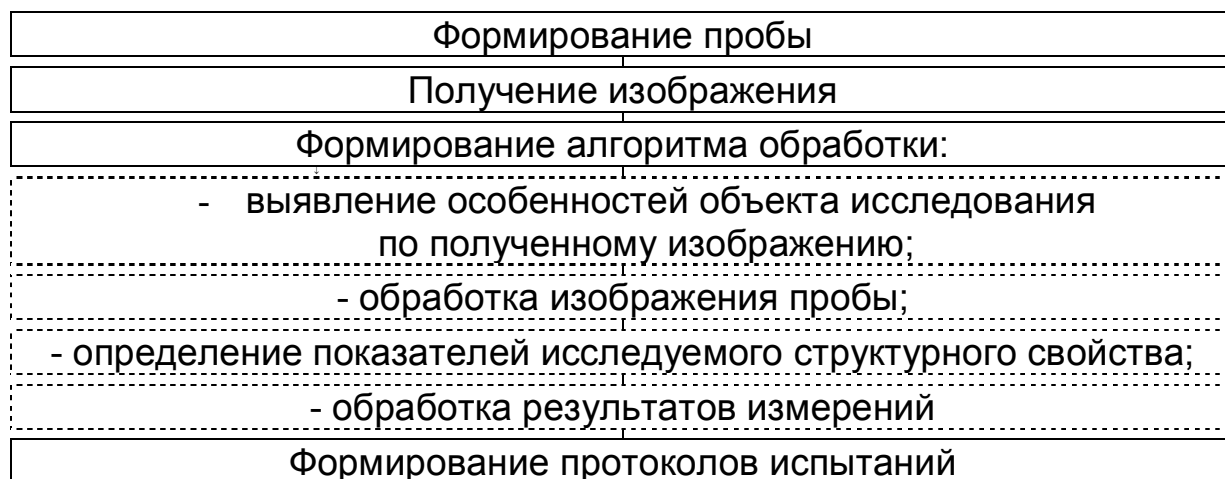 Формирование пробы
Получение изображения
Формирование алгоритма обработки:
- выявление особенностей объекта исследования
по полученному изображению;
- обработка изображения пробы;
- определение показателей исследуемого структурного свойства;
- обработка результатов измерений
Формирование протоколов испытаний